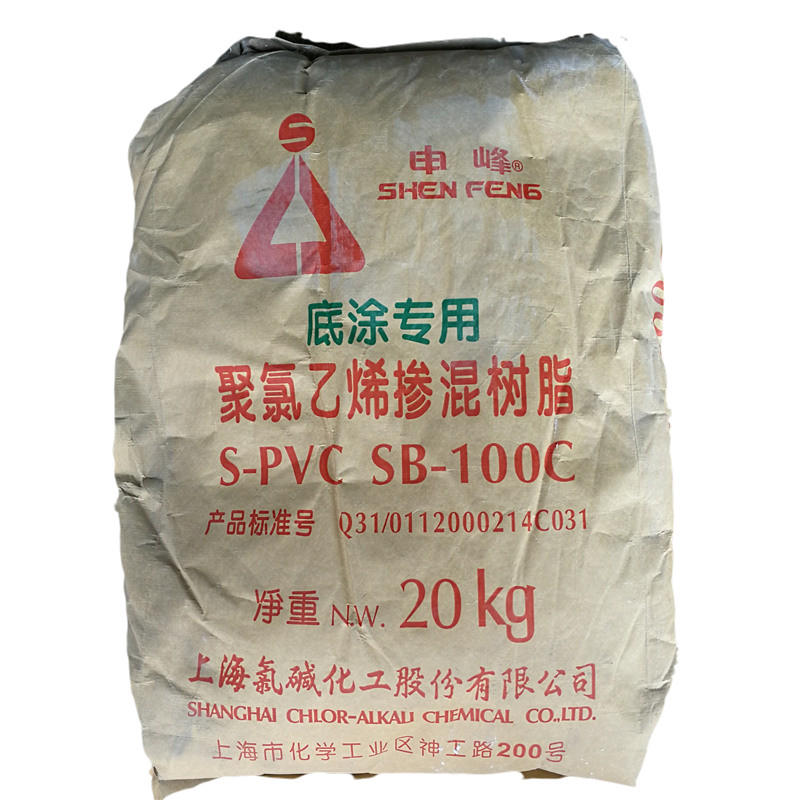 S
申峰®
SHEN FENG
底涂专用
聚氯乙烯掺混树脂
S-PVC SB-100C
产品标准号 Q31/0112000214C031
净重 N.W. 20kg
上海氯碱化工股份有限公司
SHANGHAI CHLOR-ALKALI CHEMICAL CO.,LTD.
上海市化学工业区神工路200号